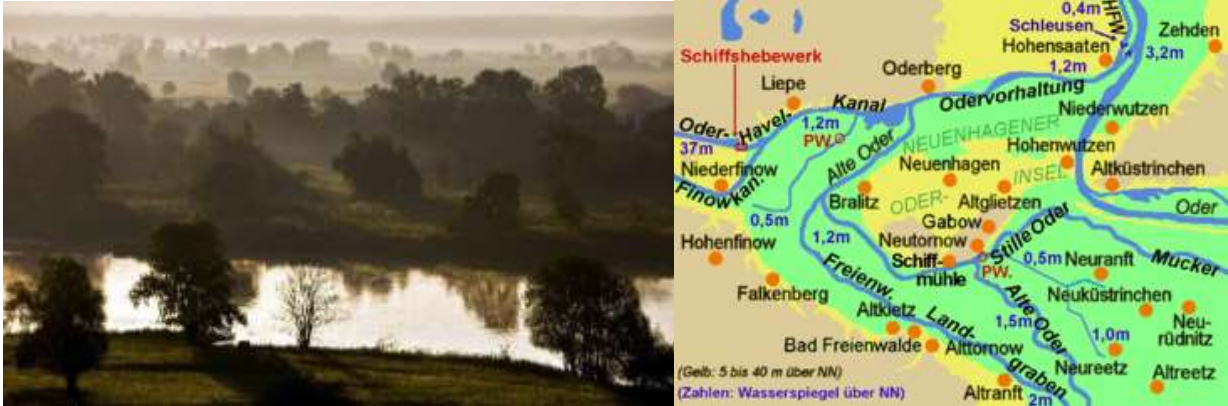 0,4m
HFW
Schleusen
Zehden
Hohensaaten
3,2m
1,2m
Schiffshebewerk
Liepe
Oderberg
Kanal
Odervorhaltung
Niederwutzen
Oder-
Havel-
1,2m
PW.
NEUENHAGENER
Hohenwutzen
37m
Alte Oder
Neuenhagen
INSEL
Altküstrinchen
Niederfinow
Finowkan.
Bralitz
ODER-
Altglietzen
Oder
0,5m
Gabow
Stille Oder
1,2m
Neutornow
Hohenfinow
Schiff-
mühle
PW.
0,5m
Neuranft
Mucker
Freienw.
Land-
graben
Falkenberg
Alte Oder
Neuküstrinchen
Altkietz
1,5m
Neu-
rüdnitz
1,0m
Bad Freienwalde
Alttornow
Neureetz
(Gelb: 5 bis 40 m über NN)
Altreetz
(Zahlen: Wasserspiegel über NN)
Altranft
2m